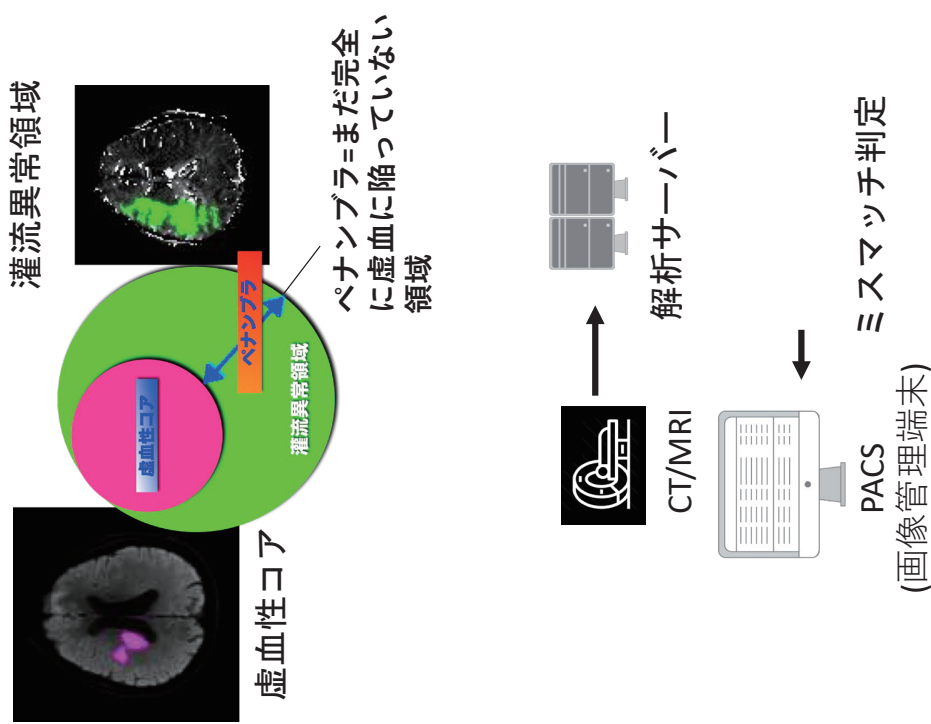 灌流異常領域
虚血性コア
ペナンブラ
灌流異常領域
ペナンブラ=まだ完全
に虚血に陥っていない
領域
虚血性コア
CT/MRI
解析サーバー
PACS
(画像管理端末)
ミスマッチ判定